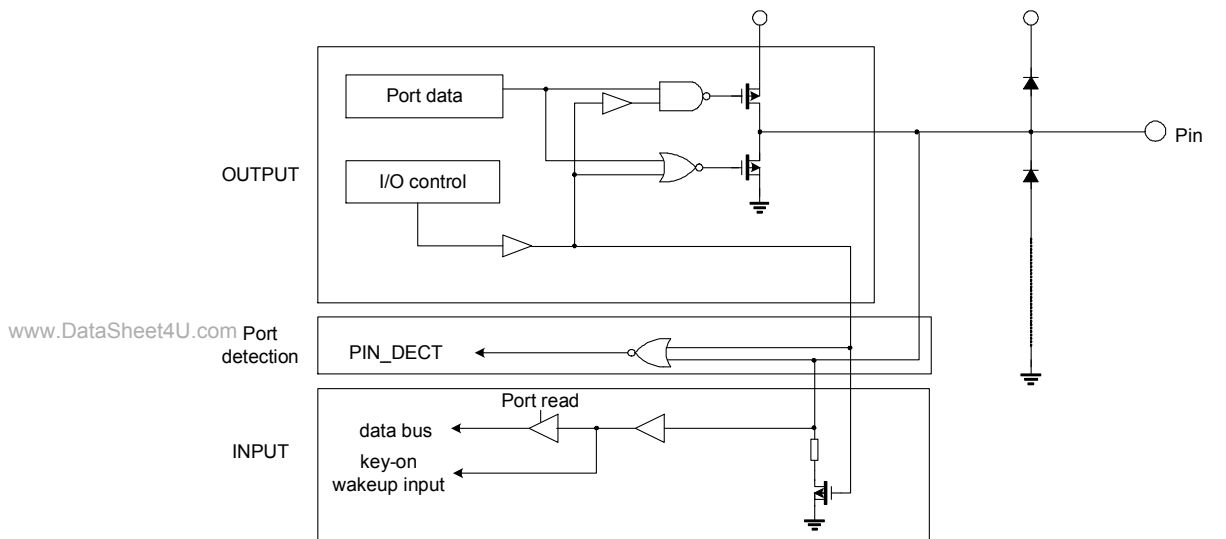 Port data
Pin
OUTPUT
I/O control
www.DataSheet4U.com
Port
detection
PIN_DECT
Port read
data bus
INPUT
key-on
wakeup input